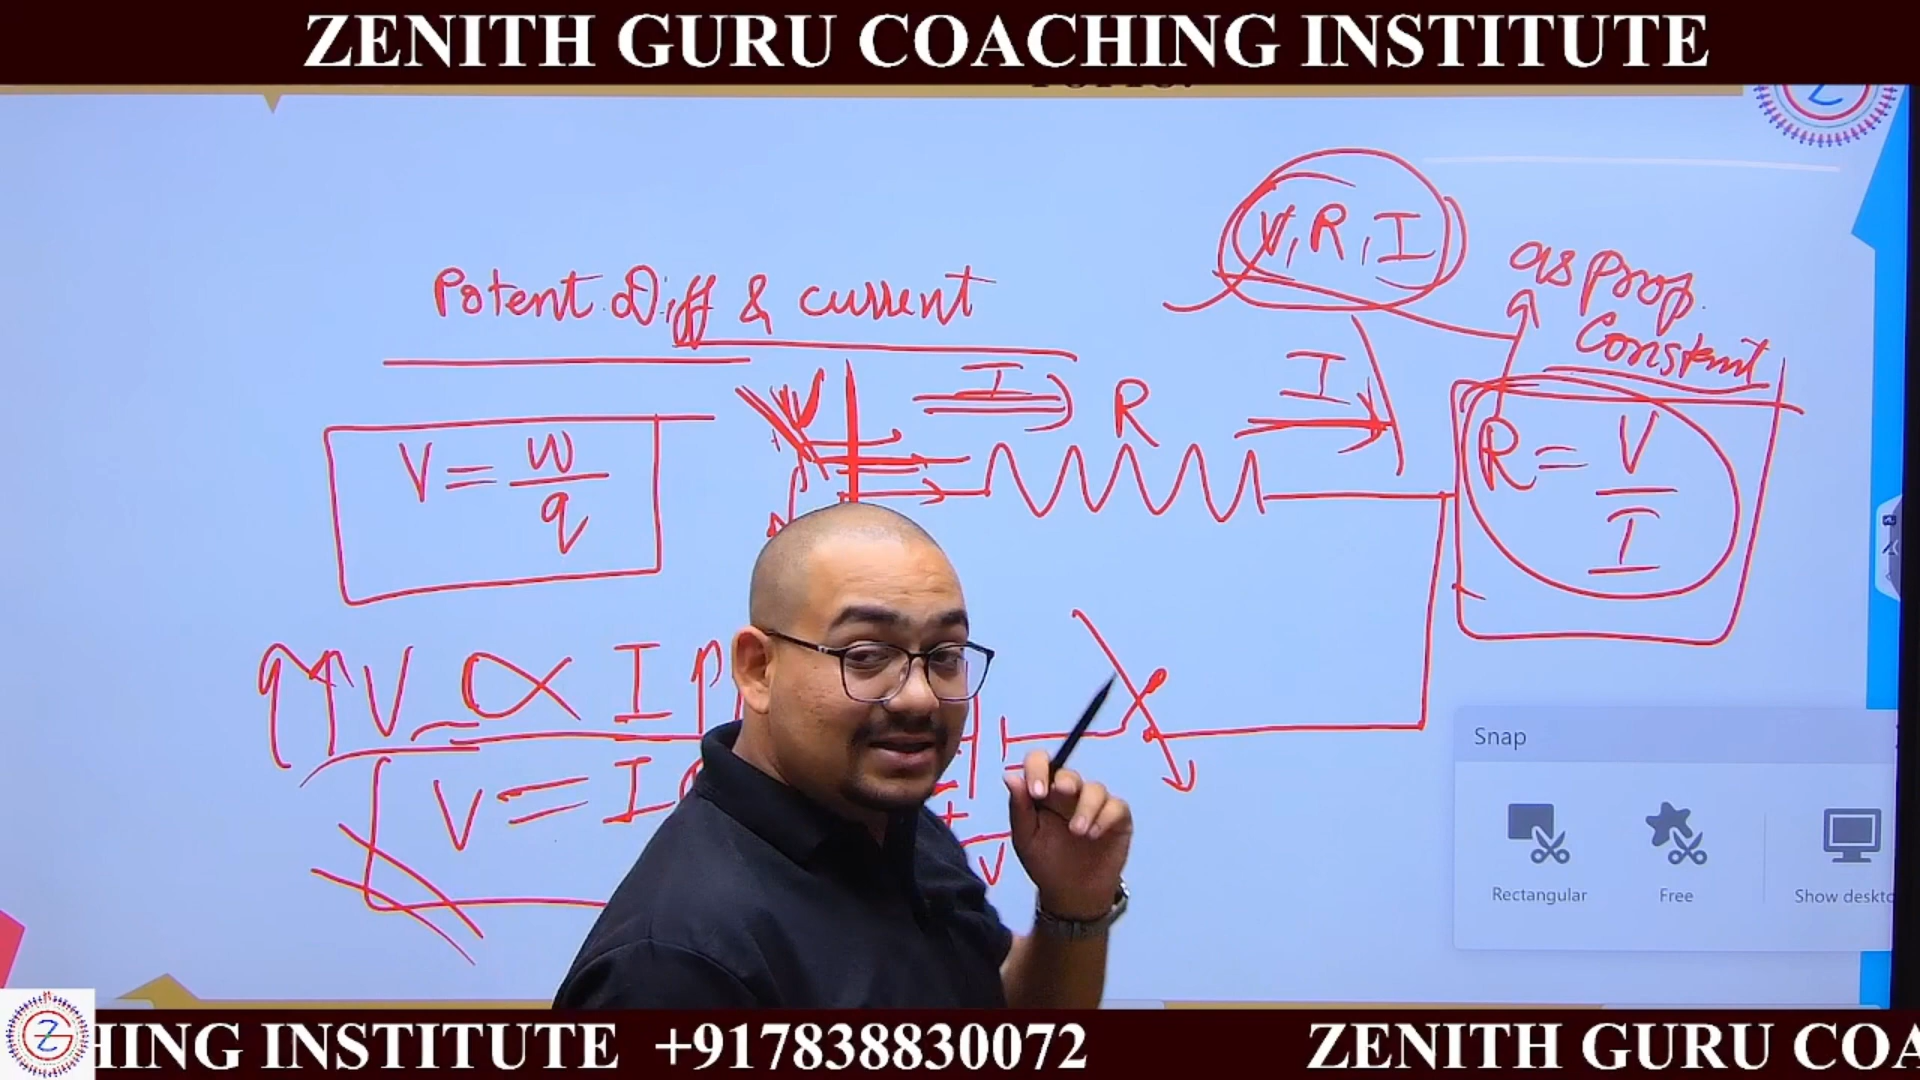 ZENITH GURU COACHING INSTITUTE
V, R, I
as prop.
Constant
Potent. Diff & current
I
R
I
V = W/q
R = V/I
V ∝ I
V = I
+
V
Snap
Rectangular
Free
Show deskto
Z
HING INSTITUTE +917838830072 ZENITH GURU COA